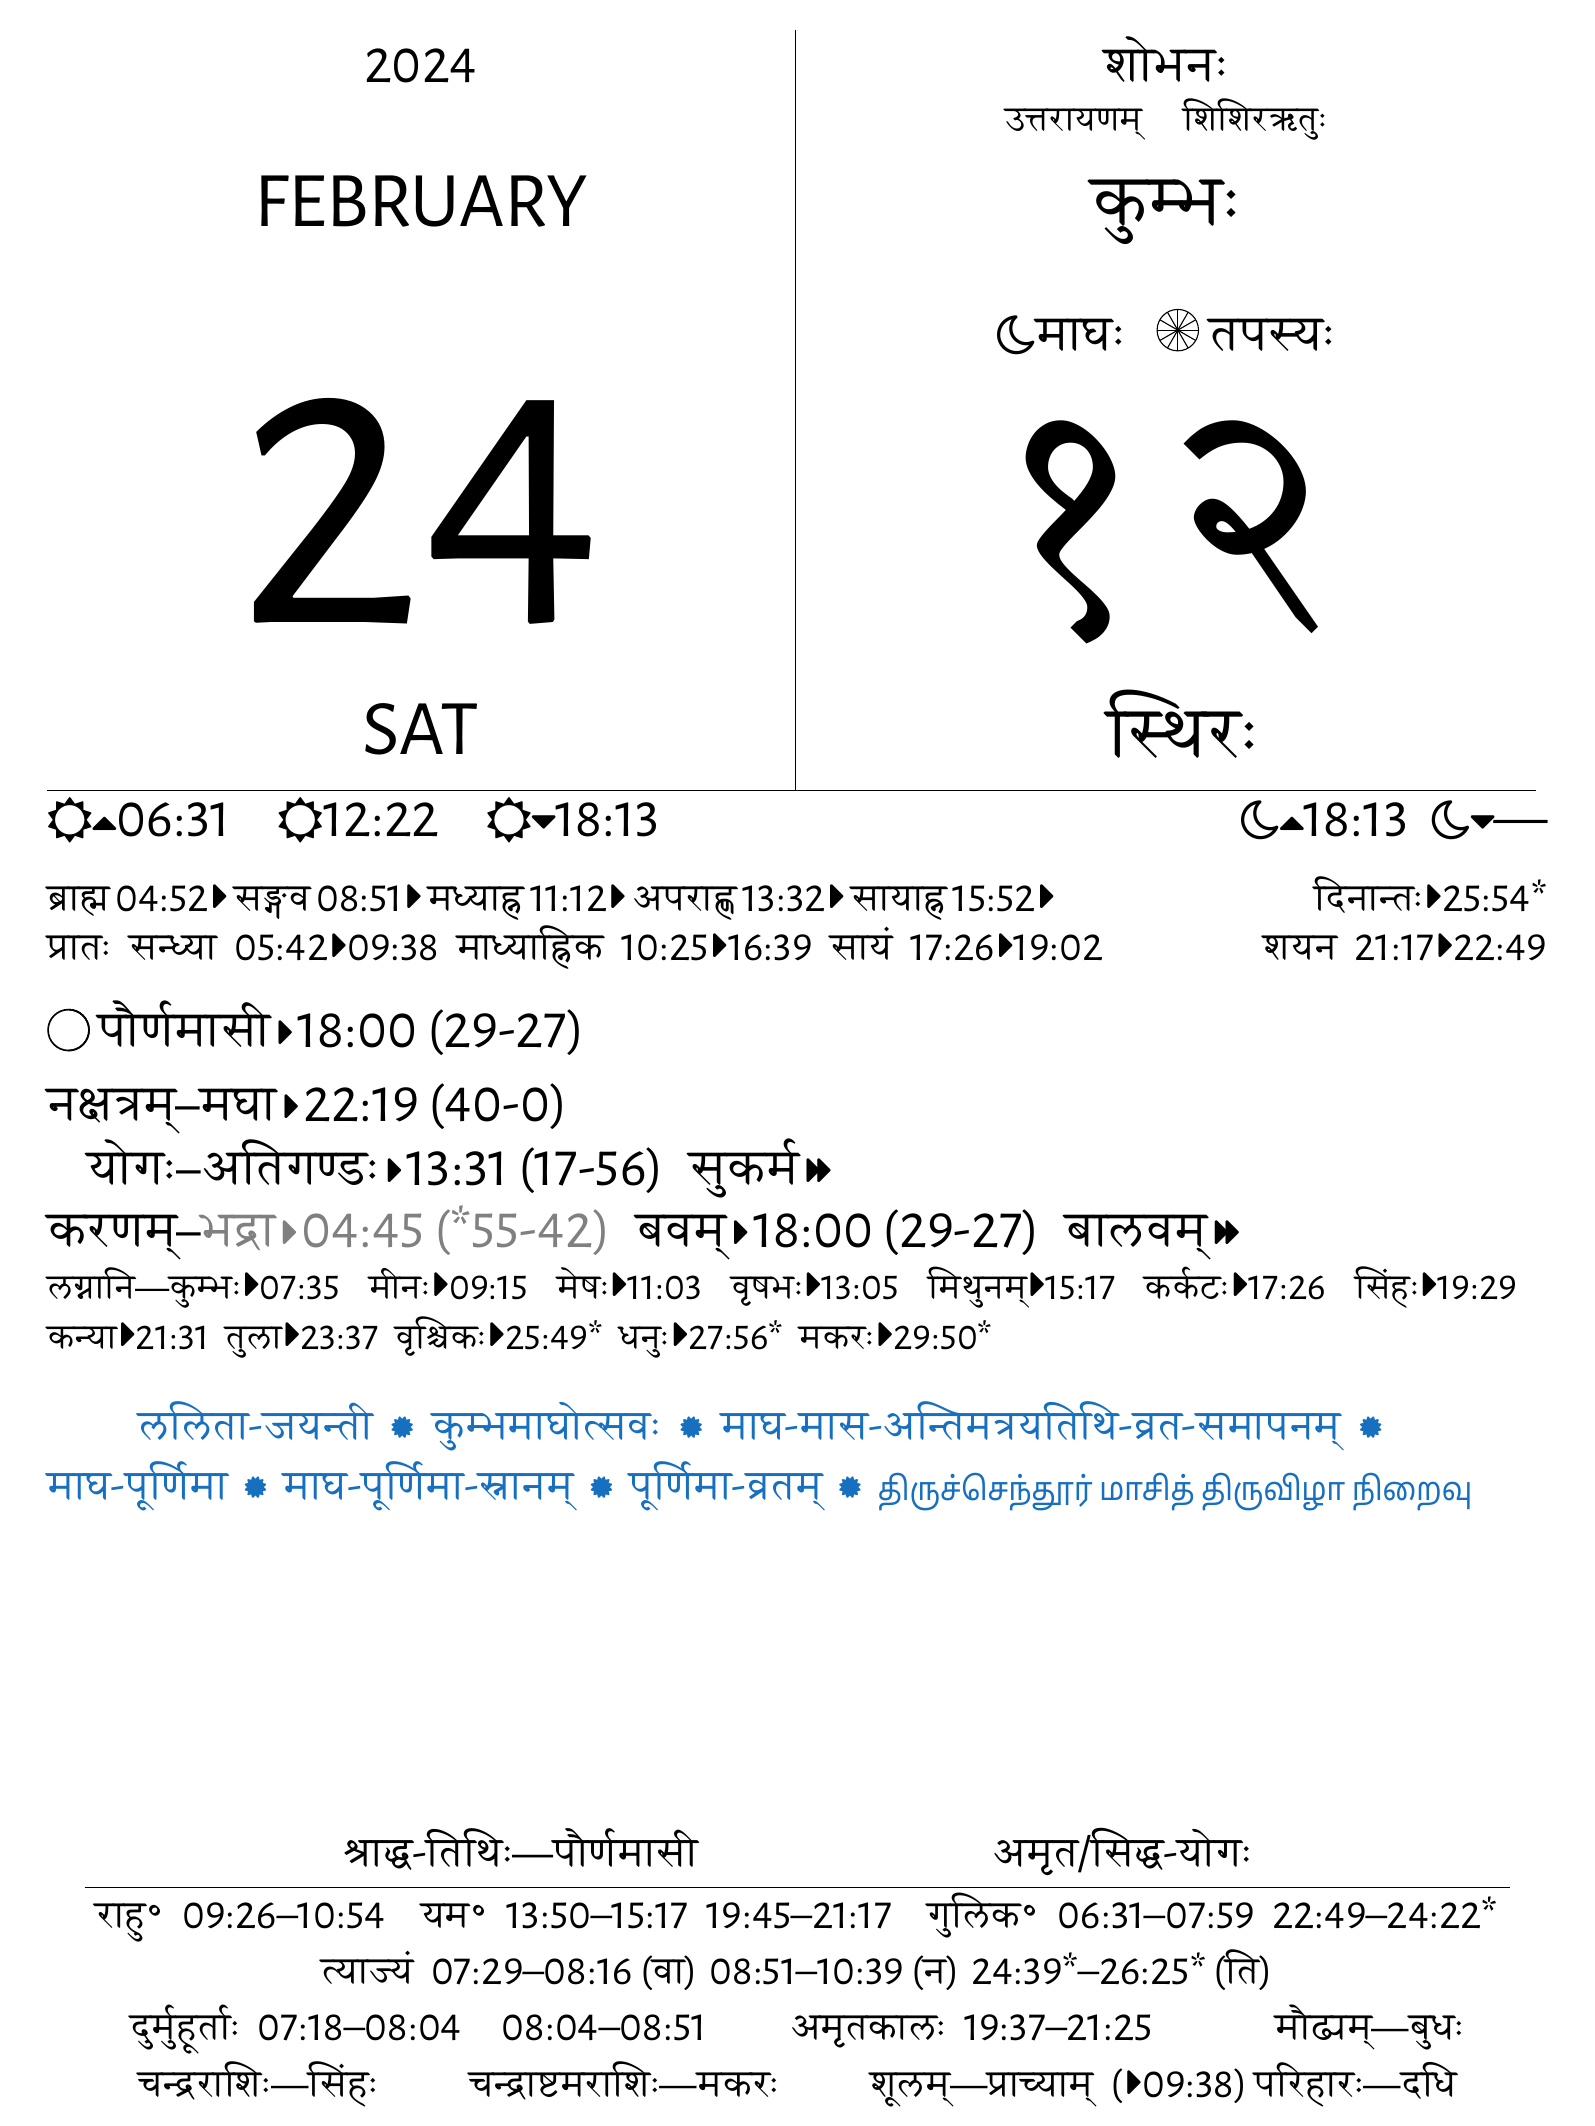 2024
FEBRUARY
24
SAT
शोभनः
उत्तरायणम् शिशिरऋतुः
कुम्भः
माघः तपस्यः
१२
स्थिरः
06:31 12:22 18:13 18:13 —
ब्राह्म 04:52 सङ्गव 08:51 मध्याह्न 11:12 अपराह्ण 13:32 सायाह्न 15:52 दिनान्तः 25:54*
प्रातः सन्ध्या 05:42 09:38 माध्याह्निक 10:25 16:39 सायं 17:26 19:02 शयन 21:17 22:49
पौर्णमासी 18:00 (29-27)
नक्षत्रम्–मघा 22:19 (40-0)
योगः–अतिगण्डः 13:31 (17-56) सुकर्म
करणम्–भद्रा 04:45 (*55-42) बवम् 18:00 (29-27) बालवम्
लग्नानि—कुम्भः 07:35 मीनः 09:15 मेषः 11:03 वृषभः 13:05 मिथुनम् 15:17 कर्कटः 17:26 सिंहः 19:29
कन्या 21:31 तुला 23:37 वृश्चिकः 25:49* धनुः 27:56* मकरः 29:50*
ललिता-जयन्ती ✹ कुम्भमाघोत्सवः ✹ माघ-मास-अन्तिमत्रयतिथि-व्रत-समापनम् ✹
माघ-पूर्णिमा ✹ माघ-पूर्णिमा-स्नानम् ✹ पूर्णिमा-व्रतम् ✹ திருச்செந்தூர் மாசித் திருவிழா நிறைவு
श्राद्ध-तिथिः—पौर्णमासी अमृत/सिद्ध-योगः
राहु॰ 09:26–10:54 यम॰ 13:50–15:17 19:45–21:17 गुलिक॰ 06:31–07:59 22:49–24:22*
त्याज्यं 07:29–08:16 (वा) 08:51–10:39 (न) 24:39*–26:25* (ति)
दुर्मुहूर्ताः 07:18–08:04 08:04–08:51 अमृतकालः 19:37–21:25 मौढ्यम्—बुधः
चन्द्रराशिः—सिंहः चन्द्राष्टमराशिः—मकरः शूलम्—प्राच्याम् (09:38) परिहारः—दधि